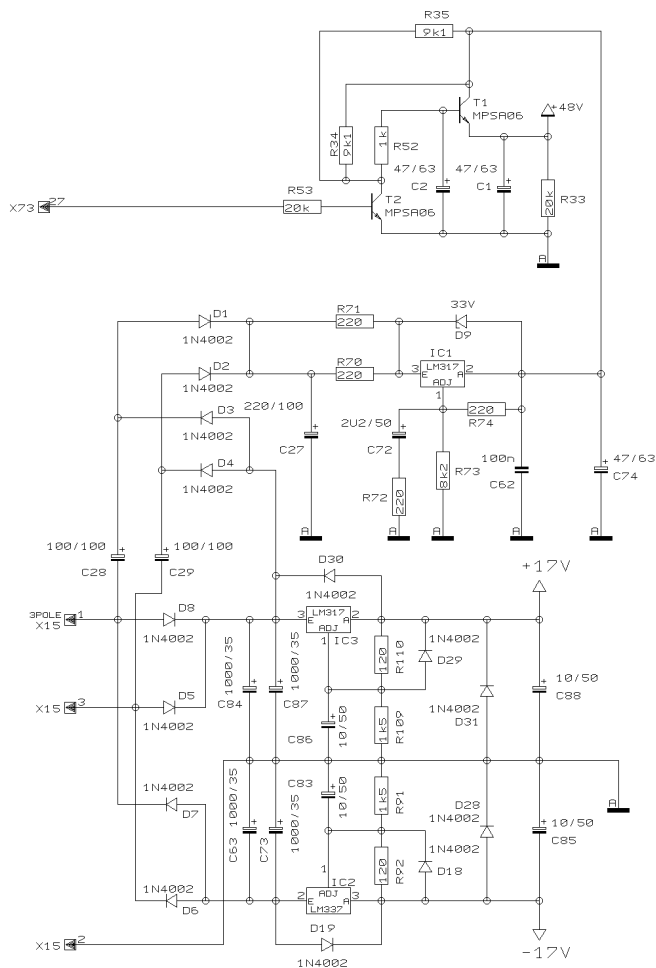 R35
9k1
T1
MPSA06
+48V
R34
9k1
1k
R52
47/63
+
C2
47/63
+
C1
20k
R33
X73
27
R53
20k
T2
MPSA06
A
D1
1N4002
R71
220
33V
D9
D2
1N4002
R70
220
IC1
3
E
LM317
ADJ
A
2
1
D3
1N4002
220/100
+
C27
2U2/50
+
C72
220
R74
D4
1N4002
R72
220
8k2
R73
100n
C62
47/63
+
C74
A
A
A
A
A
100/100
+
C28
100/100
+
C29
D30
1N4002
+17V
3POLE
X15
1
D8
1N4002
3
E
LM317
ADJ
A
2
1
IC3
120
R110
1N4002
D29
1000/35
+
C84
1000/35
+
C87
X15
3
D5
1N4002
C86
+
10/50
1k5
R109
1N4002
D31
10/50
+
C88
1N4002
D7
1000/35
+
C63
1000/35
+
C73
C83
+
10/50
1k5
R91
D28
1N4002
1N4002
D18
10/50
+
C85
A
120
R92
1N4002
D6
1
IC2
2
E
ADJ
LM337
A
3
X15
2
D19
1N4002
-17V